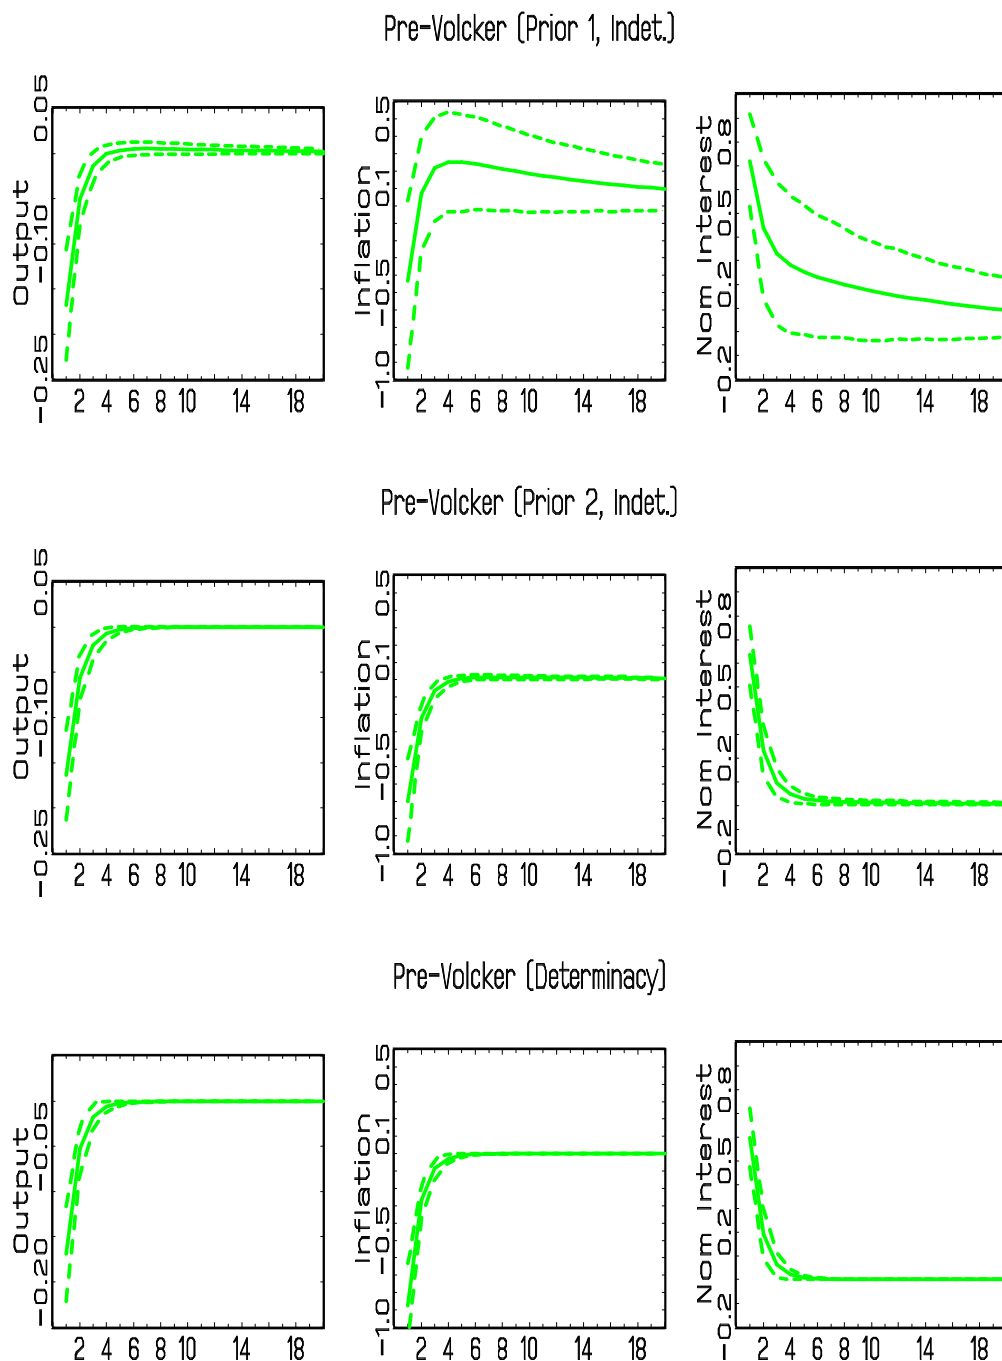 Pre-Volcker (Prior 1, Indet.)
Output
-0.25 -0.10 0.05
2 4 6 8 10 14 18
Inflation
-1.0 -0.5 0.1 0.5
2 4 6 8 10 14 18
Nom Interest
-0.2 0.2 0.5 0.8
2 4 6 8 10 14 18
Pre-Volcker (Prior 2, Indet.)
Output
-0.25 -0.10 0.05
2 4 6 8 10 14 18
Inflation
-1.0 -0.5 0.1 0.5
2 4 6 8 10 14 18
Nom Interest
-0.2 0.2 0.5 0.8
2 4 6 8 10 14 18
Pre-Volcker (Determinacy)
Output
-0.20 -0.05
2 4 6 8 10 14 18
Inflation
-1.0 -0.5 0.1 0.5
2 4 6 8 10 14 18
Nom Interest
-0.2 0.2 0.5 0.8
2 4 6 8 10 14 18